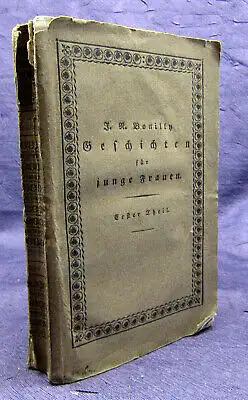 J. N. Bouilly
Geschichten
für
junge Frauen.
Erster Theil.